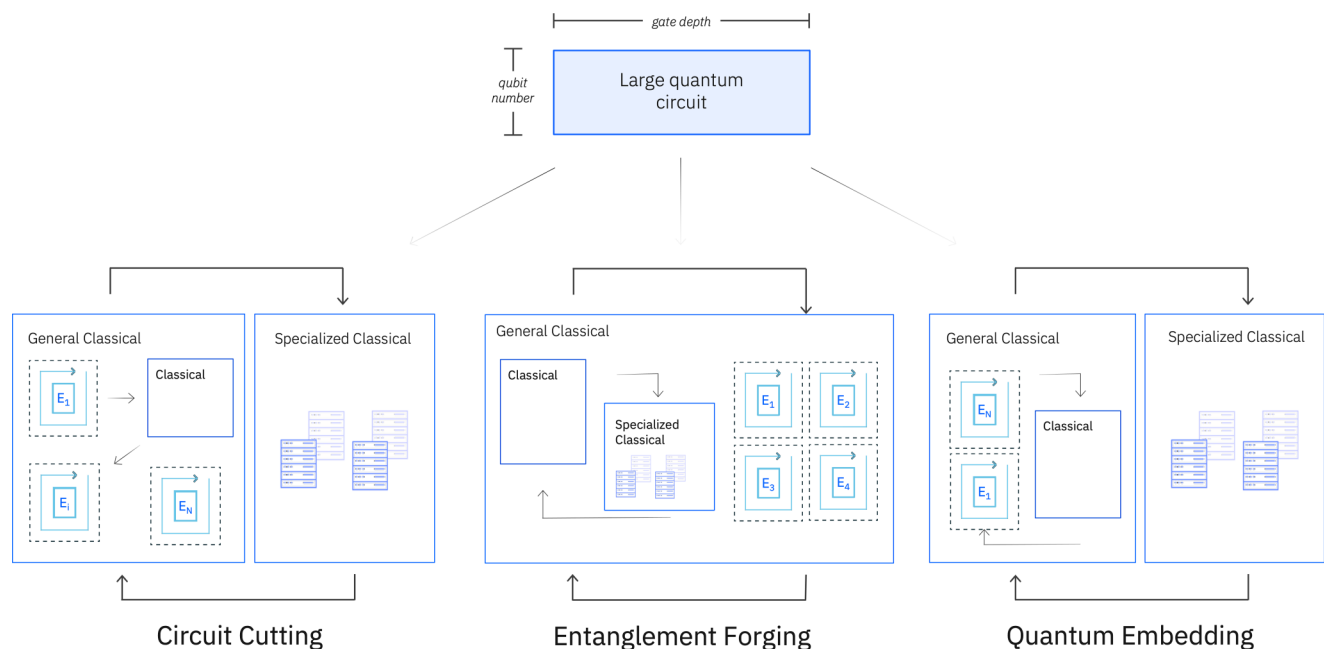 gate depth
qubit
number
Large quantum
circuit
General Classical
E1
Classical
Ei
EN
Specialized Classical
General Classical
Classical
Specialized
Classical
E1
E2
E3
E4
General Classical
EN
Classical
E1
Specialized Classical
Circuit Cutting
Entanglement Forging
Quantum Embedding